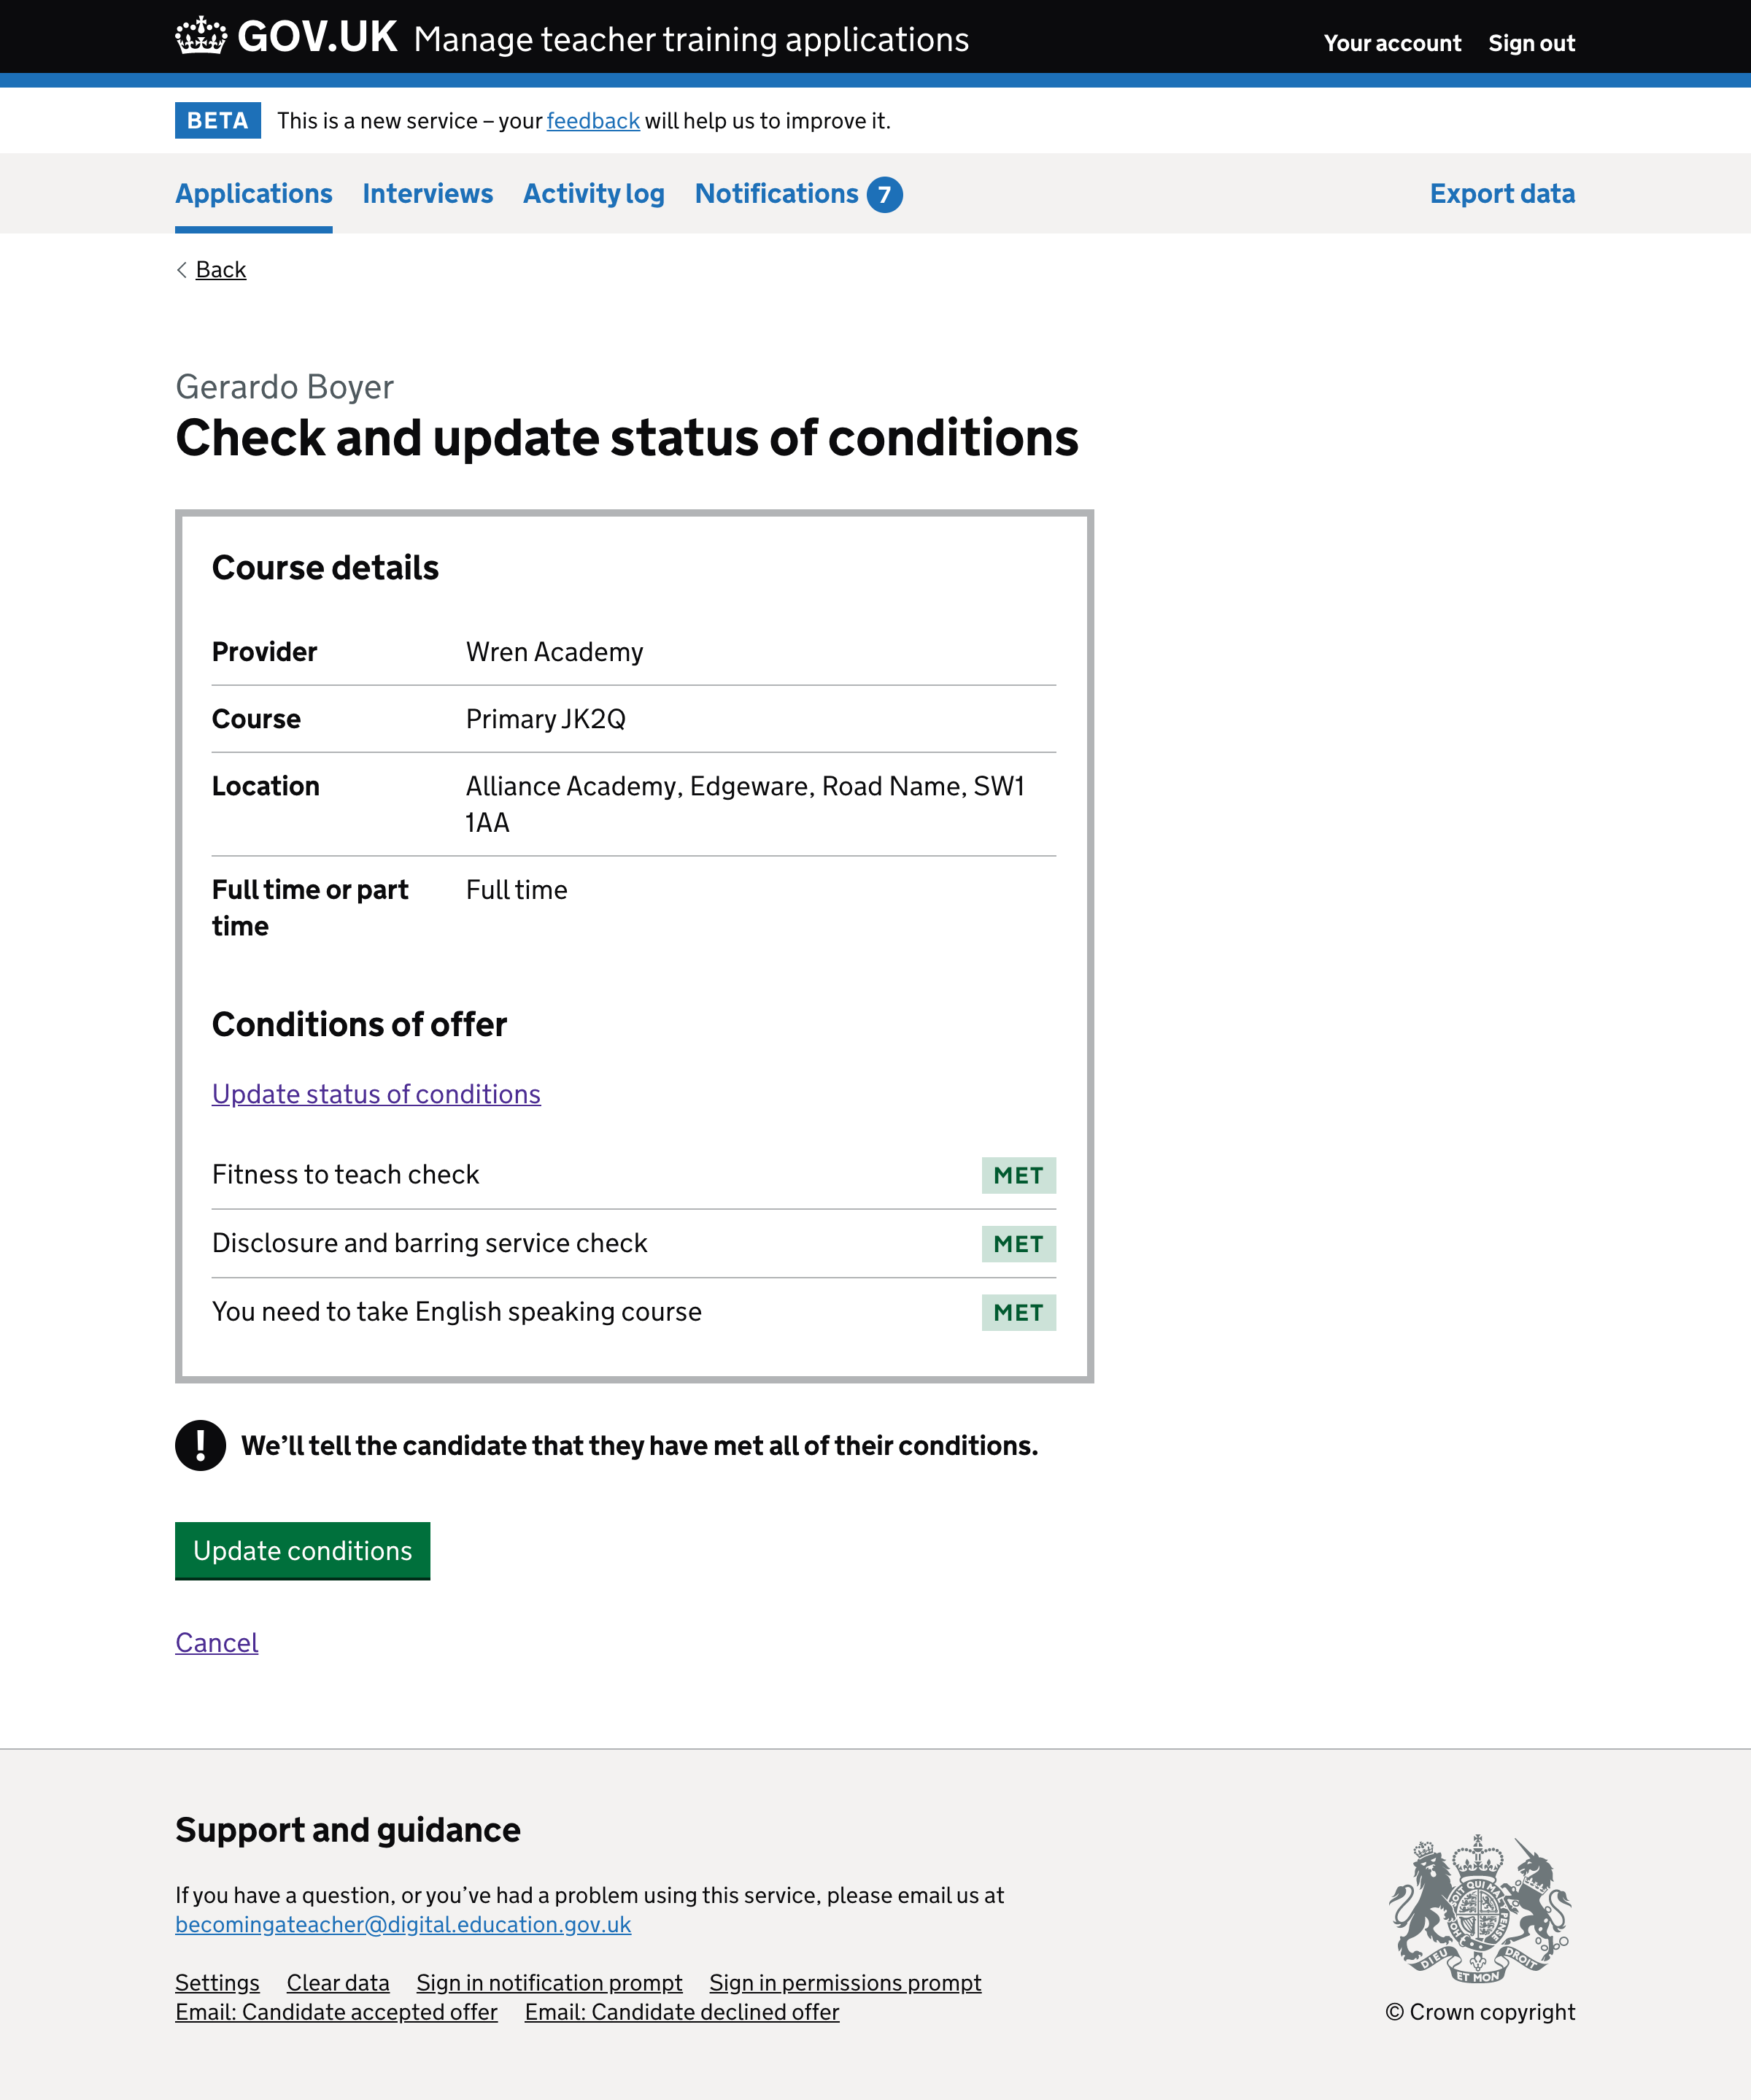 GOV.UK Manage teacher training applications
Your account Sign out
BETA This is a new service – your feedback will help us to improve it.
Applications Interviews Activity log Notifications 7 Export data
Back
Gerardo Boyer
Check and update status of conditions
Course details
Provider Wren Academy
Course Primary JK2Q
Location Alliance Academy, Edgeware, Road Name, SW1
1AA
Full time or part Full time
time
Conditions of offer
Update status of conditions
Fitness to teach check MET
Disclosure and barring service check MET
You need to take English speaking course MET
! We’ll tell the candidate that they have met all of their conditions.
Update conditions
Cancel
Support and guidance
If you have a question, or you’ve had a problem using this service, please email us at
becomingateacher@digital.education.gov.uk
Settings Clear data Sign in notification prompt Sign in permissions prompt
Email: Candidate accepted offer Email: Candidate declined offer
DIEU ET MON DROIT
© Crown copyright